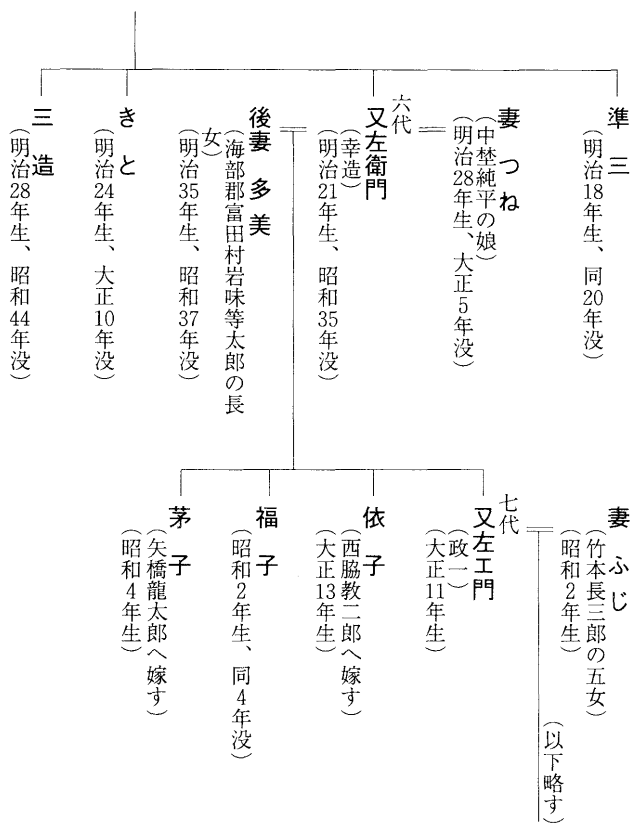 準三
(明治18年生、同20年没)
妻 つね
(中埜純平の娘)
(明治28年生、大正5年没)
六代
又左衛門
(幸造)
(明治21年生、昭和35年没)
後妻 多美
(海部郡富田村岩味等太郎の長
女)
(明治35年生、昭和37年没)
きと
(明治24年生、大正10年没)
三造
(明治28年生、昭和44年没)
妻 ふじ
(竹本長三郎の五女)
(昭和2年生)
(以下略す)
七代
又左エ門
(政一)
(大正11年生)
依子
(西脇教二郎へ嫁す)
(大正13年生)
福子
(昭和2年生、同4年没)
茅子
(矢橋龍太郎へ嫁す)
(昭和4年生)